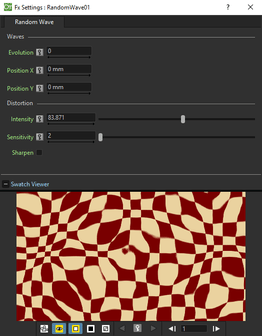 Fx Settings : RandomWave01
?
Random Wave
Waves
Evolution 0
Position X 0 mm
Position Y 0 mm
Distortion
Intensity 83.871
Sensitivity 2
Sharpen
Swatch Viewer
1